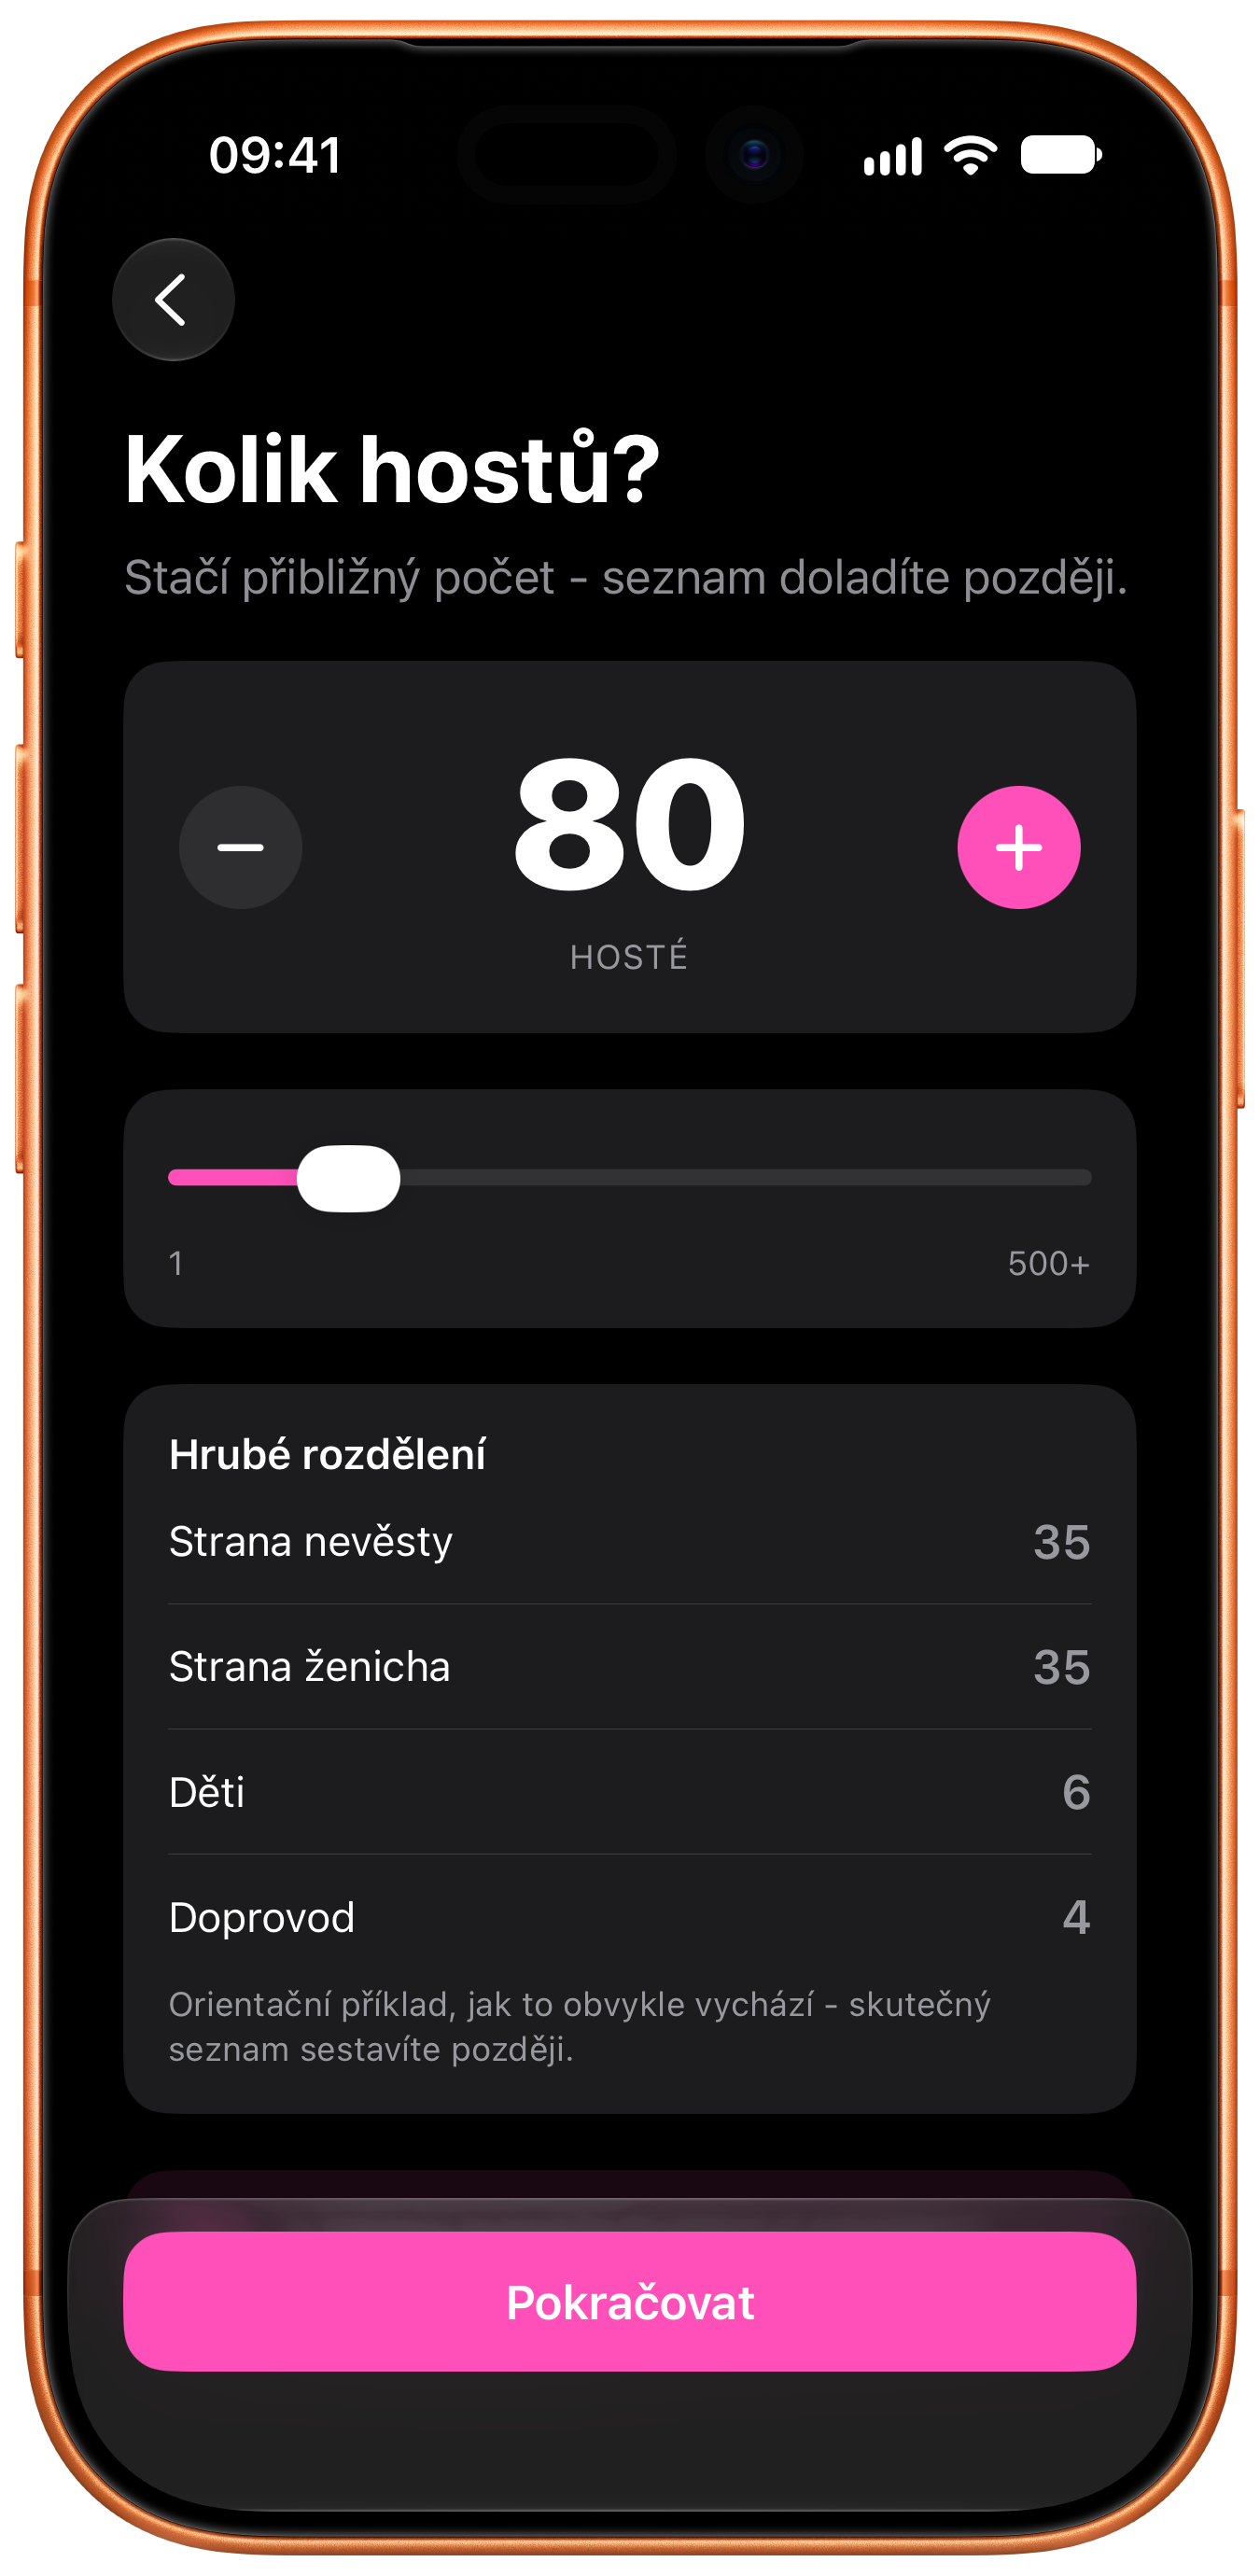 09:41
Kolik hostů?
Stačí přibližný počet - seznam doladíte později.
80
HOSTÉ
1
500+
Hrubé rozdělení
Strana nevěsty 35
Strana ženicha 35
Děti 6
Doprovod 4
Orientační příklad, jak to obvykle vychází - skutečný
seznam sestavíte později.
Pokračovat